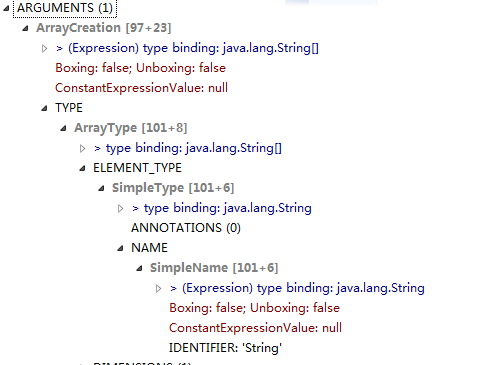 ARGUMENTS (1)
ArrayCreation [97+23]
> (Expression) type binding: java.lang.String[]
Boxing: false; Unboxing: false
ConstantExpressionValue: null
TYPE
ArrayType [101+8]
> type binding: java.lang.String[]
ELEMENT_TYPE
SimpleType [101+6]
> type binding: java.lang.String
ANNOTATIONS (0)
NAME
SimpleName [101+6]
> (Expression) type binding: java.lang.String
Boxing: false; Unboxing: false
ConstantExpressionValue: null
IDENTIFIER: 'String'
DIMENSIONS (1)